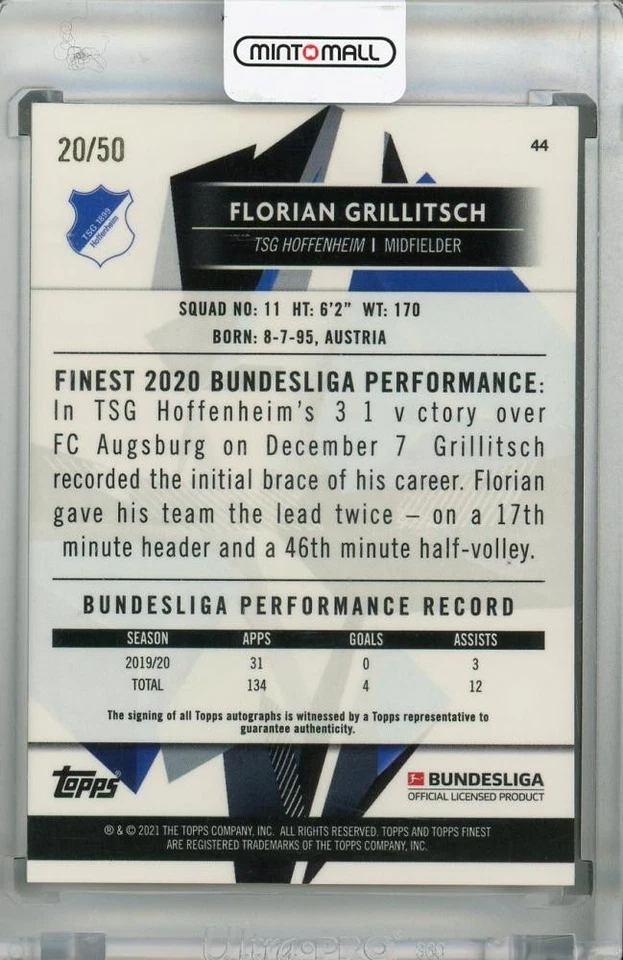 MINTOMALL
20/50
44
TSG 1899
Hoffenheim
FLORIAN GRILLITSCH
TSG HOFFENHEIM | MIDFIELDER
SQUAD NO: 11 HT: 6'2" WT: 170
BORN: 8-7-95, AUSTRIA
FINEST 2020 BUNDESLIGA PERFORMANCE:
In TSG Hoffenheim's 3 1 v ctory over
FC Augsburg on December 7 Grillitsch
recorded the initial brace of his career. Florian
gave his team the lead twice – on a 17th
minute header and a 46th minute half-volley.
BUNDESLIGA PERFORMANCE RECORD
SEASON APPS GOALS ASSISTS
2019/20 31 0 3
TOTAL 134 4 12
The signing of all Topps autographs is witnessed by a Topps representative to
guarantee authenticity.
Topps®
BUNDESLIGA
OFFICIAL LICENSED PRODUCT
® & © 2021 THE TOPPS COMPANY, INC. ALL RIGHTS RESERVED. TOPPS AND TOPPS FINEST
ARE REGISTERED TRADEMARKS OF THE TOPPS COMPANY, INC.
Ultra PRO